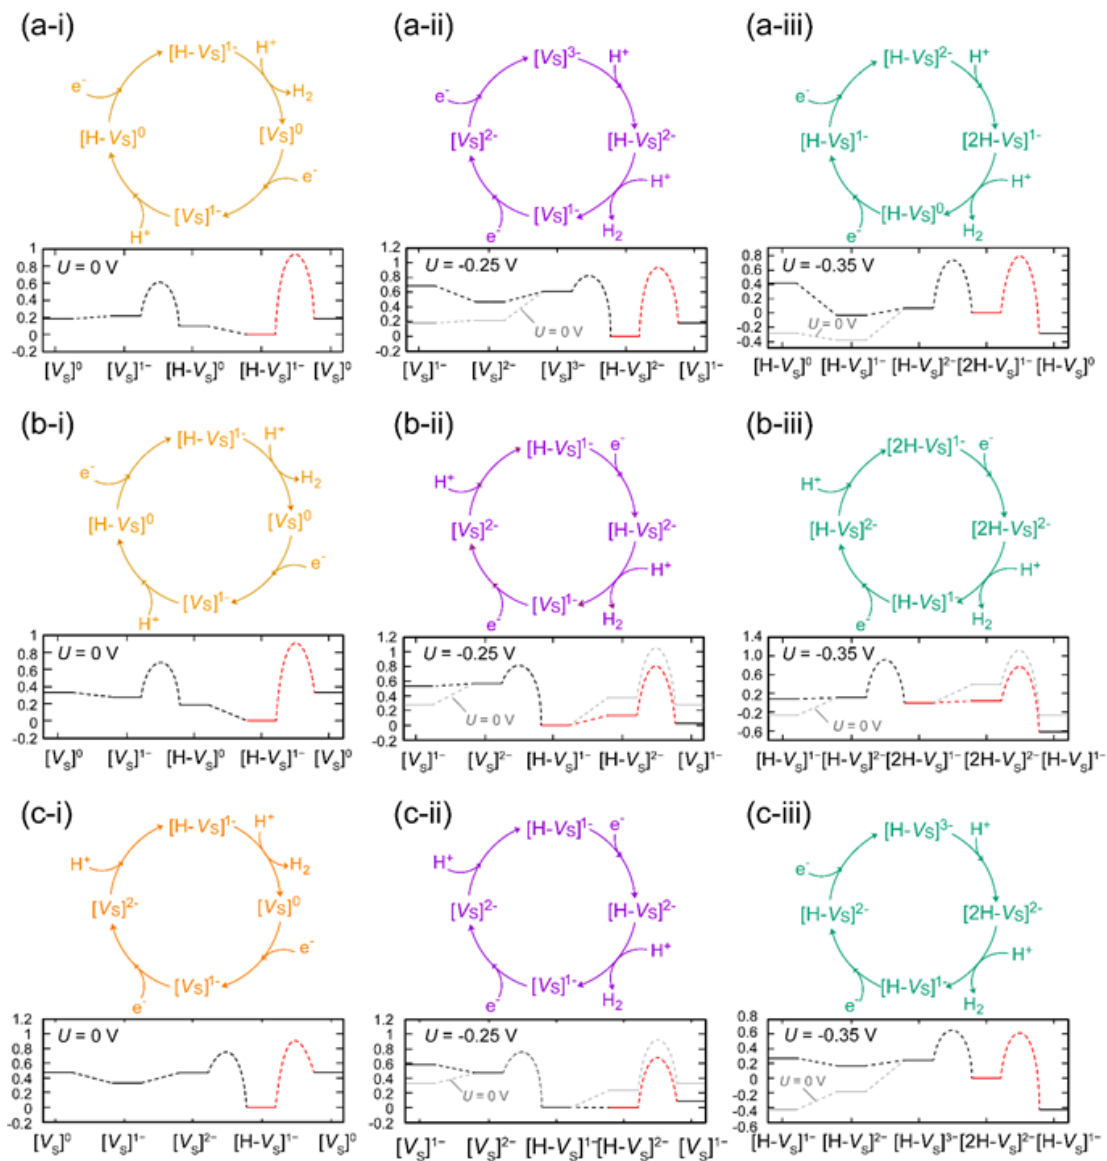 (a-i) (a-ii) (a-iii)
[H-VS]1- H+ [VS]3- H+ [H-VS]2- H+
e- H2 e- e-
[H-VS]0 [VS]0 [VS]2- [H-VS]2- [H-VS]1- [2H-VS]1-
e- H+ H+
H+ [VS]1- e- [VS]1- H2 e- [H-VS]0 H2
1 0.8 0.6 0.4 0.2 0 -0.2 U = 0 V
1.2 1 0.8 0.6 0.4 0.2 0 -0.2 U = -0.25 V U = 0 V
0.8 0.6 0.4 0.2 0 -0.2 -0.4 U = -0.35 V U = 0 V
[VS]0 [VS]1- [H-VS]0 [H-VS]1- [VS]0
[VS]1- [VS]2- [VS]3- [H-VS]2- [VS]1-
[H-VS]0 [H-VS]1- [H-VS]2- [2H-VS]1- [H-VS]0
(b-i) (b-ii) (b-iii)
[H-VS]1- H+ [H-VS]1- e- [2H-VS]1- e-
e- H2 H+ H+
[H-VS]0 [VS]0 [VS]2- [H-VS]2- [H-VS]2- [2H-VS]2-
e- H+ H+
H+ [VS]1- e- [VS]1- H2 e- [H-VS]1- H2
1 0.8 0.6 0.4 0.2 0 -0.2 U = 0 V
1.2 1 0.8 0.6 0.4 0.2 0 -0.2 U = -0.25 V U = 0 V
1.4 1 0.6 0.2 -0.2 -0.6 U = -0.35 V U = 0 V
[VS]0 [VS]1- [H-VS]0 [H-VS]1- [VS]0
[VS]1- [VS]2- [H-VS]1- [H-VS]2- [VS]1-
[H-VS]1- [H-VS]2- [2H-VS]1- [2H-VS]2- [H-VS]1-
(c-i) (c-ii) (c-iii)
[H-VS]1- H+ [H-VS]1- e- [H-VS]3- H+
H+ H2 H+ e-
[VS]2- [VS]0 [VS]2- [H-VS]2- [H-VS]2- [2H-VS]2-
e- H+ H+
e- [VS]1- e- [VS]1- H2 e- [H-VS]1- H2
1.2 1 0.8 0.6 0.4 0.2 0 -0.2 U = 0 V
1.2 1 0.8 0.6 0.4 0.2 0 -0.2 U = -0.25 V U = 0 V
0.8 0.6 0.4 0.2 0 -0.2 -0.4 -0.6 U = -0.35 V U = 0 V
[VS]0 [VS]1- [VS]2- [H-VS]1- [VS]0
[VS]1- [VS]2- [H-VS]1- [H-VS]2- [VS]1-
[H-VS]1- [H-VS]2- [H-VS]3- [2H-VS]2- [H-VS]1-